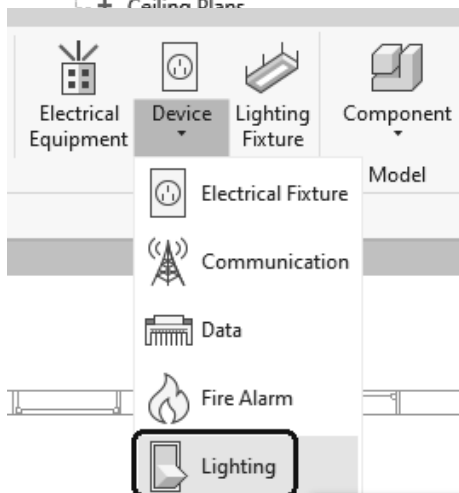 Ceiling Plans
Electrical
Equipment
Device
Lighting
Fixture
Component
Model
Electrical Fixture
Communication
Data
Fire Alarm
Lighting